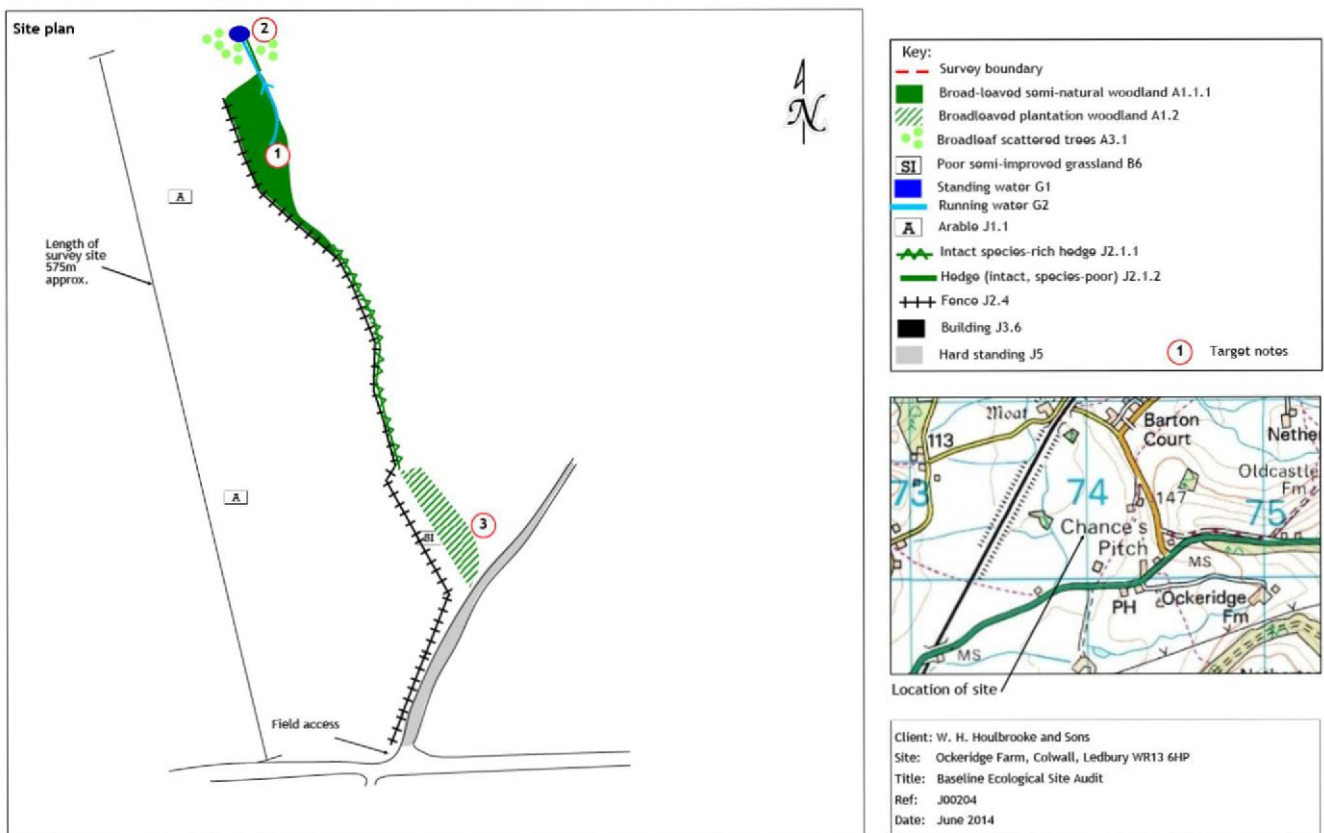 Site plan
2
N
1
A
Length of
survey site
575m
approx.
A
3
SI
Field access
Key:
Survey boundary
Broad-leaved semi-natural woodland A1.1.1
Broadleaved plantation woodland A1.2
Broadleaf scattered trees A3.1
SI Poor semi-improved grassland B6
Standing water G1
Running water G2
A Arable J1.1
Intact species-rich hedge J2.1.1
Hedge (intact, species-poor) J2.1.2
Fence J2.4
Building J3.6
Hard standing J5
1 Target notes
Moat
Barton
Court
113
Nethe
Oldcastle
Fm
73
74
147
75
Chance's
Pitch
MS
PH
Ockeridge
Fm
MS
Location of site
Client: W. H. Houlbrooke and Sons
Site: Ockeridge Farm, Colwall, Ledbury WR13 6HP
Title: Baseline Ecological Site Audit
Ref: J00204
Date: June 2014